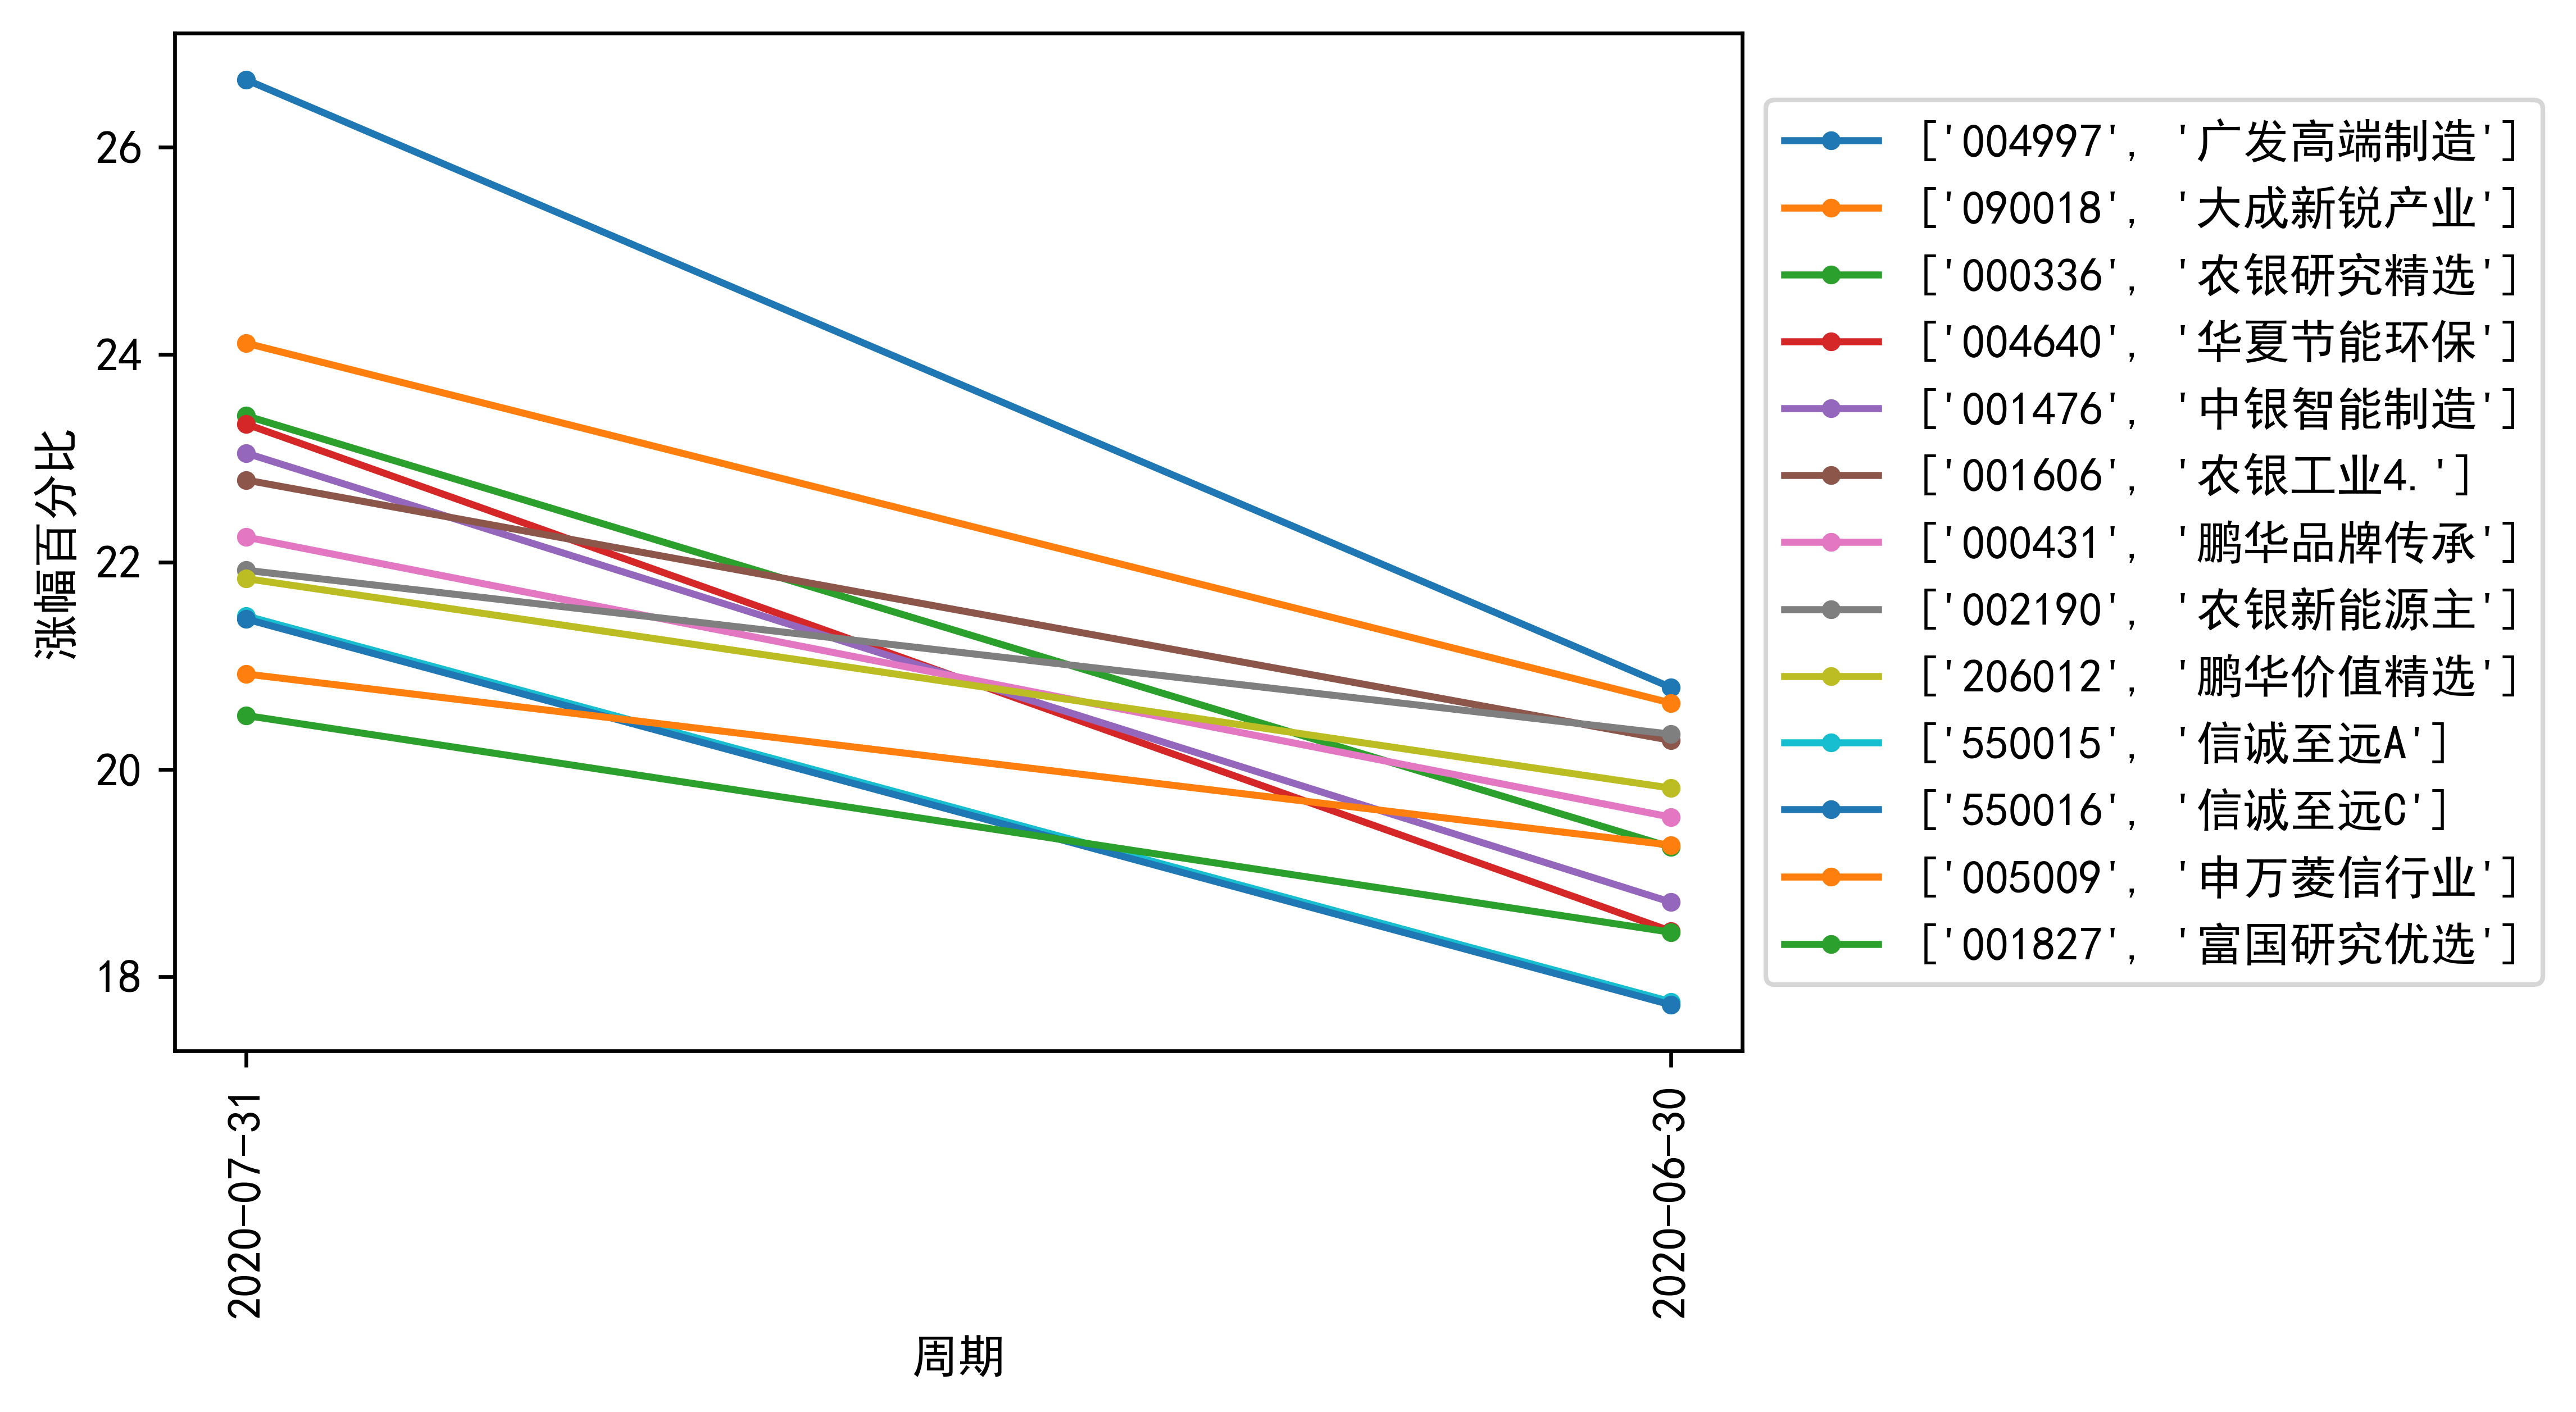 26
24
22
20
18
涨幅百分比
2020-07-31
2020-06-30
周期
['004997', '广发高端制造']
['090018', '大成新锐产业']
['000336', '农银研究精选']
['004640', '华夏节能环保']
['001476', '中银智能制造']
['001606', '农银工业4.']
['000431', '鹏华品牌传承']
['002190', '农银新能源主']
['206012', '鹏华价值精选']
['550015', '信诚至远A']
['550016', '信诚至远C']
['005009', '申万菱信行业']
['001827', '富国研究优选']